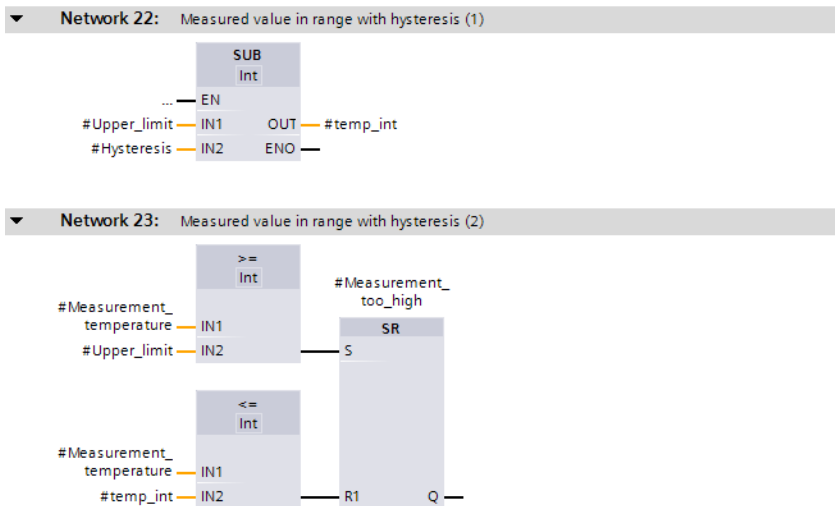 Network 22: Measured value in range with hysteresis (1)
SUB
Int
... EN
#Upper_limit IN1 OUT #temp_int
#Hysteresis IN2 ENO
Network 23: Measured value in range with hysteresis (2)
>=
Int
#Measurement_
too_high
#Measurement_
temperature IN1
SR
#Upper_limit IN2 S
<=
Int
#Measurement_
temperature IN1
#temp_int IN2 R1 Q